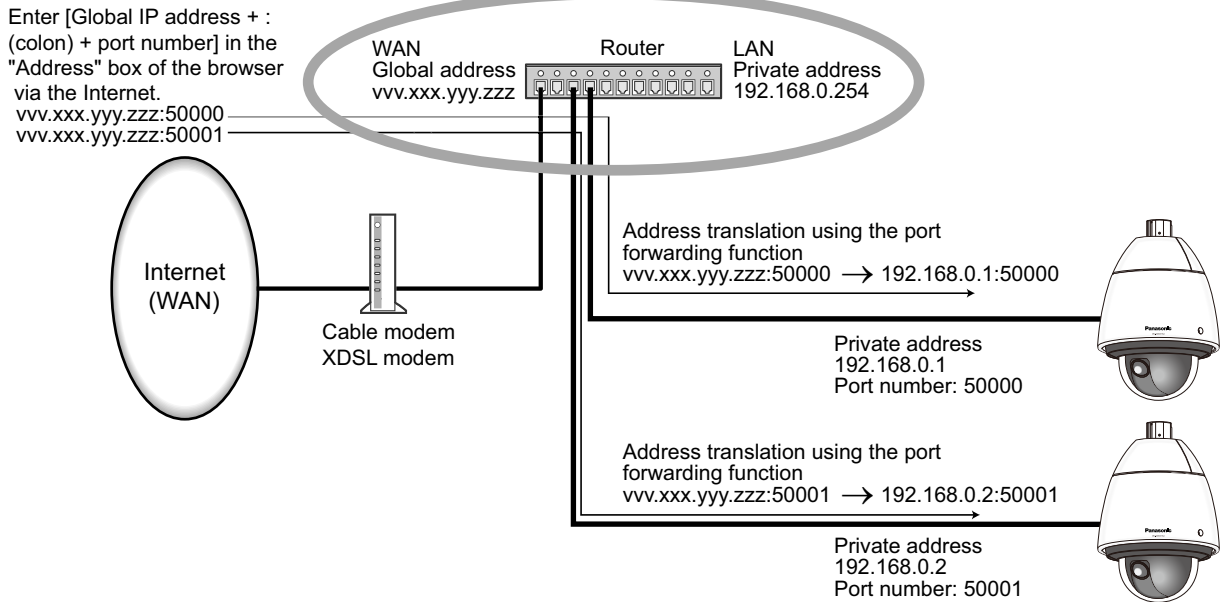 Enter [Global IP address + :
(colon) + port number] in the
"Address" box of the browser
via the Internet.
vvv.xxx.yyy.zzz:50000
vvv.xxx.yyy.zzz:50001
WAN
Global address
vvv.xxx.yyy.zzz
Router
LAN
Private address
192.168.0.254
Internet
(WAN)
Cable modem
XDSL modem
Address translation using the port
forwarding function
vvv.xxx.yyy.zzz:50000 → 192.168.0.1:50000
Panasonic
Private address
192.168.0.1
Port number: 50000
Address translation using the port
forwarding function
vvv.xxx.yyy.zzz:50001 → 192.168.0.2:50001
Panasonic
Private address
192.168.0.2
Port number: 50001